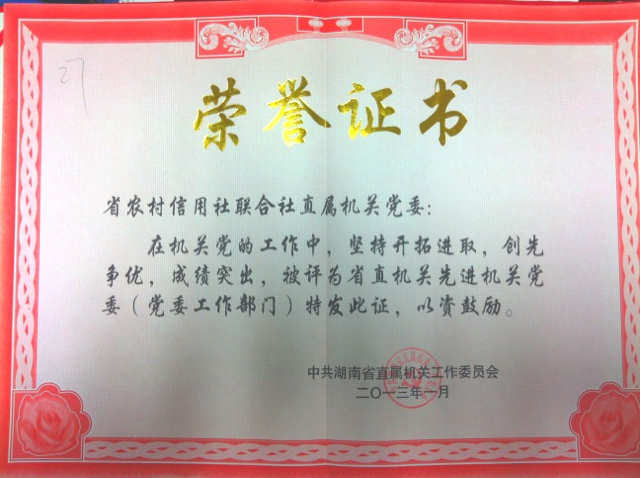 27
荣誉证书
省农村信用社联合社直属机关党委：
在机关党的工作中，坚持开拓进取，创先
争优，成绩突出，被评为省直机关先进机关党
委（党委工作部门）特发此证，以资鼓励。
中共湖南省直属机关工作委员会
二〇一三年一月